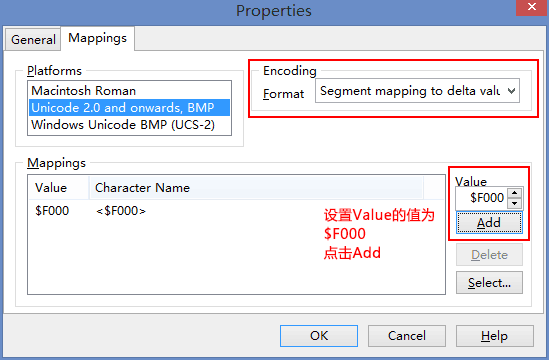 Properties
General Mappings
Platforms
Macintosh Roman
Unicode 2.0 and onwards, BMP
Windows Unicode BMP (UCS-2)
Encoding
Format Segment mapping to delta valu
Mappings
Value Character Name
$F000 <$F000>
设置Value的值为
$F000
点击Add
Value
$F000
Add
Delete
Select...
OK Cancel Help